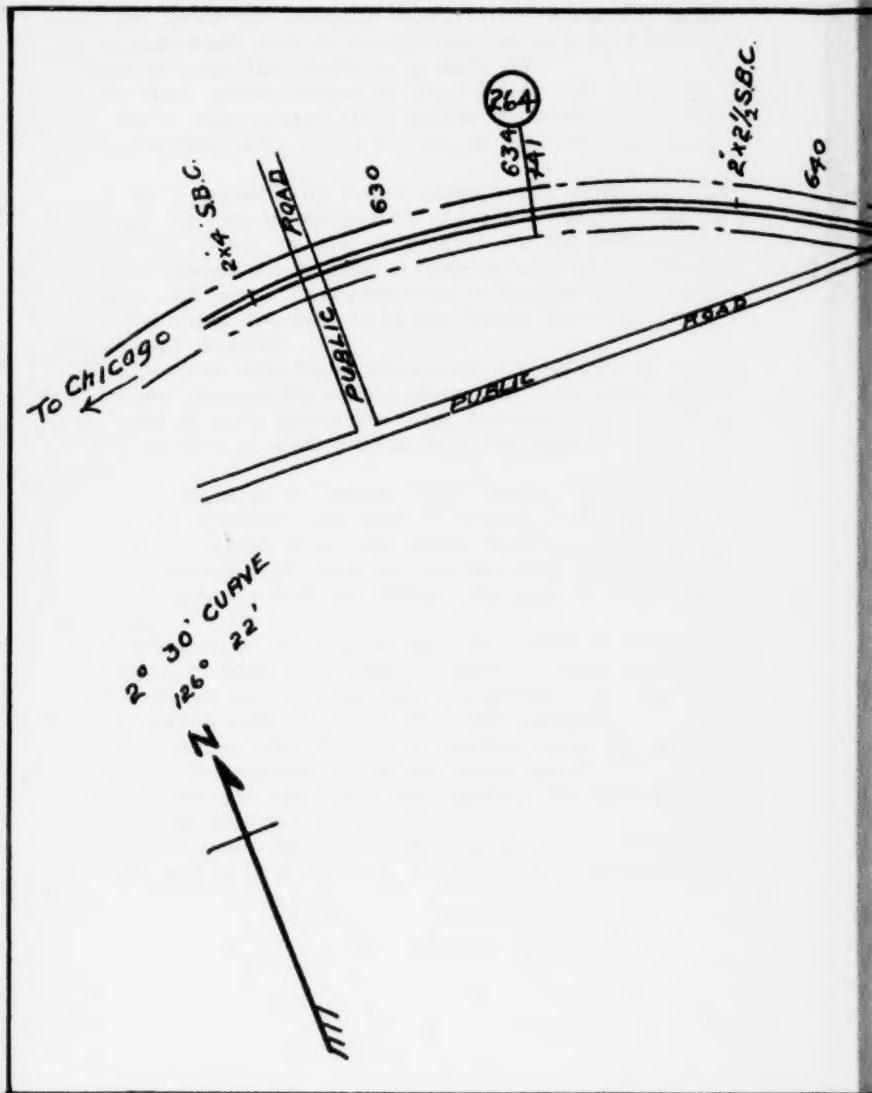 264
2"x2½ S.B.C.
634
741
640
630
ROAD
2"x4' S.B.C.
To Chicago
PUBLIC
ROAD
PUBLIC
2° 30' CURVE
126° 22'
N